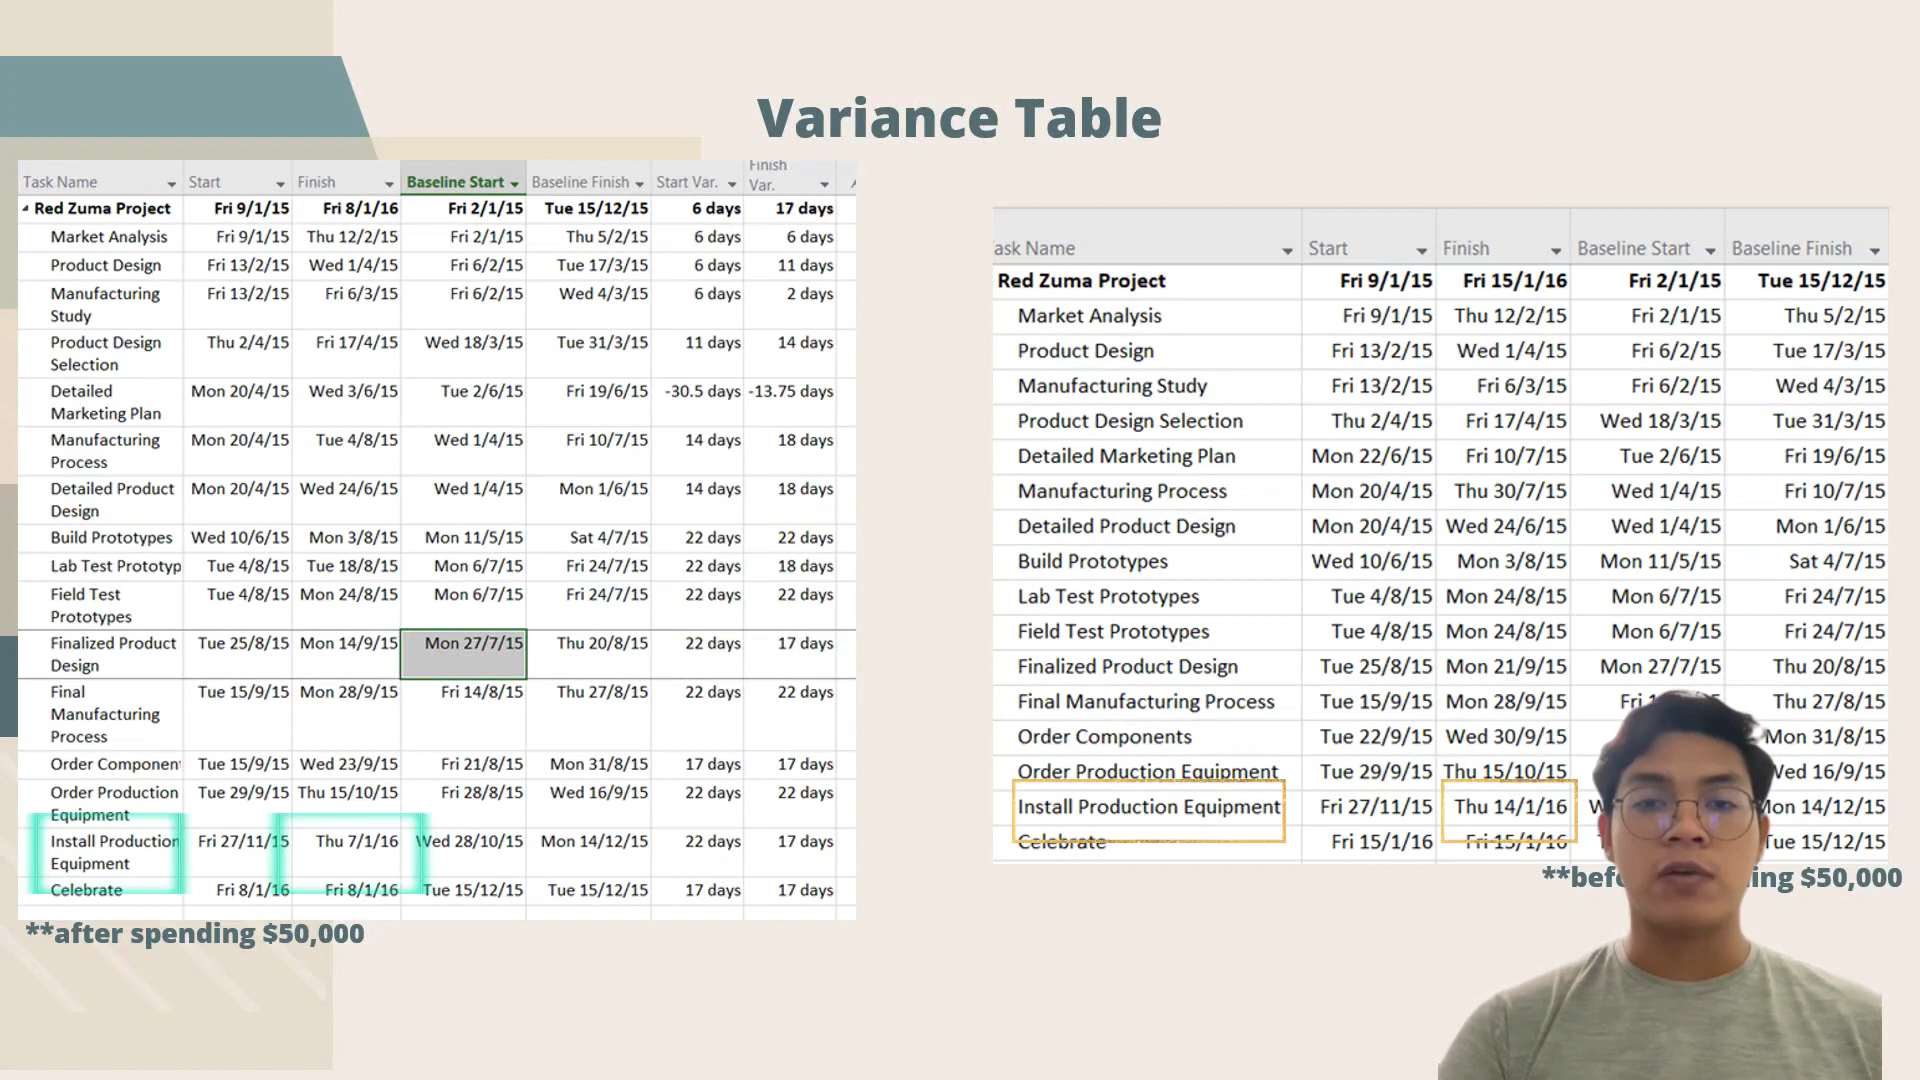 Variance Table
Task Name Start Finish Baseline Start Baseline Finish Start Var. Finish Var.
Red Zuma Project Fri 9/1/15 Fri 8/1/16 Fri 2/1/15 Tue 15/12/15 6 days 17 days
Market Analysis Fri 9/1/15 Thu 12/2/15 Fri 2/1/15 Thu 5/2/15 6 days 6 days
Product Design Fri 13/2/15 Wed 1/4/15 Fri 6/2/15 Tue 17/3/15 6 days 11 days
Manufacturing Study Fri 13/2/15 Fri 6/3/15 Fri 6/2/15 Wed 4/3/15 6 days 2 days
Product Design Selection Thu 2/4/15 Fri 17/4/15 Wed 18/3/15 Tue 31/3/15 11 days 14 days
Detailed Marketing Plan Mon 20/4/15 Wed 3/6/15 Tue 2/6/15 Fri 19/6/15 -30.5 days -13.75 days
Manufacturing Process Mon 20/4/15 Tue 4/8/15 Wed 1/4/15 Fri 10/7/15 14 days 18 days
Detailed Product Design Mon 20/4/15 Wed 24/6/15 Wed 1/4/15 Mon 1/6/15 14 days 18 days
Build Prototypes Wed 10/6/15 Mon 3/8/15 Mon 11/5/15 Sat 4/7/15 22 days 22 days
Lab Test Prototyp Tue 4/8/15 Tue 18/8/15 Mon 6/7/15 Fri 24/7/15 22 days 18 days
Field Test Prototypes Tue 4/8/15 Mon 24/8/15 Mon 6/7/15 Fri 24/7/15 22 days 22 days
Finalized Product Design Tue 25/8/15 Mon 14/9/15 Mon 27/7/15 Thu 20/8/15 22 days 17 days
Final Manufacturing Process Tue 15/9/15 Mon 28/9/15 Fri 14/8/15 Thu 27/8/15 22 days 22 days
Order Component Tue 15/9/15 Wed 23/9/15 Fri 21/8/15 Mon 31/8/15 17 days 17 days
Order Production Equipment Tue 29/9/15 Thu 15/10/15 Fri 28/8/15 Wed 16/9/15 22 days 22 days
Install Production Equipment Fri 27/11/15 Thu 7/1/16 Wed 28/10/15 Mon 14/12/15 22 days 17 days
Celebrate Fri 8/1/16 Fri 8/1/16 Tue 15/12/15 Tue 15/12/15 17 days 17 days
**after spending $50,000
ask Name Start Finish Baseline Start Baseline Finish
Red Zuma Project Fri 9/1/15 Fri 15/1/16 Fri 2/1/15 Tue 15/12/15
Market Analysis Fri 9/1/15 Thu 12/2/15 Fri 2/1/15 Thu 5/2/15
Product Design Fri 13/2/15 Wed 1/4/15 Fri 6/2/15 Tue 17/3/15
Manufacturing Study Fri 13/2/15 Fri 6/3/15 Fri 6/2/15 Wed 4/3/15
Product Design Selection Thu 2/4/15 Fri 17/4/15 Wed 18/3/15 Tue 31/3/15
Detailed Marketing Plan Mon 22/6/15 Fri 10/7/15 Tue 2/6/15 Fri 19/6/15
Manufacturing Process Mon 20/4/15 Thu 30/7/15 Wed 1/4/15 Fri 10/7/15
Detailed Product Design Mon 20/4/15 Wed 24/6/15 Wed 1/4/15 Mon 1/6/15
Build Prototypes Wed 10/6/15 Mon 3/8/15 Mon 11/5/15 Sat 4/7/15
Lab Test Prototypes Tue 4/8/15 Mon 24/8/15 Mon 6/7/15 Fri 24/7/15
Field Test Prototypes Tue 4/8/15 Mon 24/8/15 Mon 6/7/15 Fri 24/7/15
Finalized Product Design Tue 25/8/15 Mon 21/9/15 Mon 27/7/15 Thu 20/8/15
Final Manufacturing Process Tue 15/9/15 Mon 28/9/15 Fri Thu 27/8/15
Order Components Tue 22/9/15 Wed 30/9/15 Mon 31/8/15
Order Production Equipment Tue 29/9/15 Thu 15/10/15 Wed 16/9/15
Install Production Equipment Fri 27/11/15 Thu 14/1/16 Mon 14/12/15
Celebrate Fri 15/1/16 Fri 15/1/16 Tue 15/12/15
$50,000